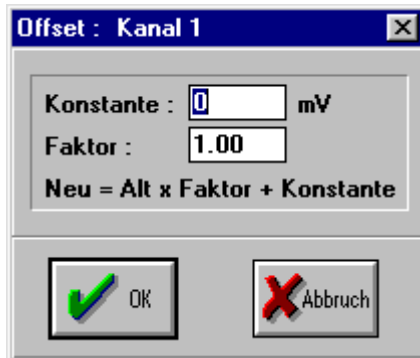 Offset : Kanal 1
Konstante : 0 mV
Faktor : 1.00
Neu = Alt x Faktor + Konstante
OK Abbruch